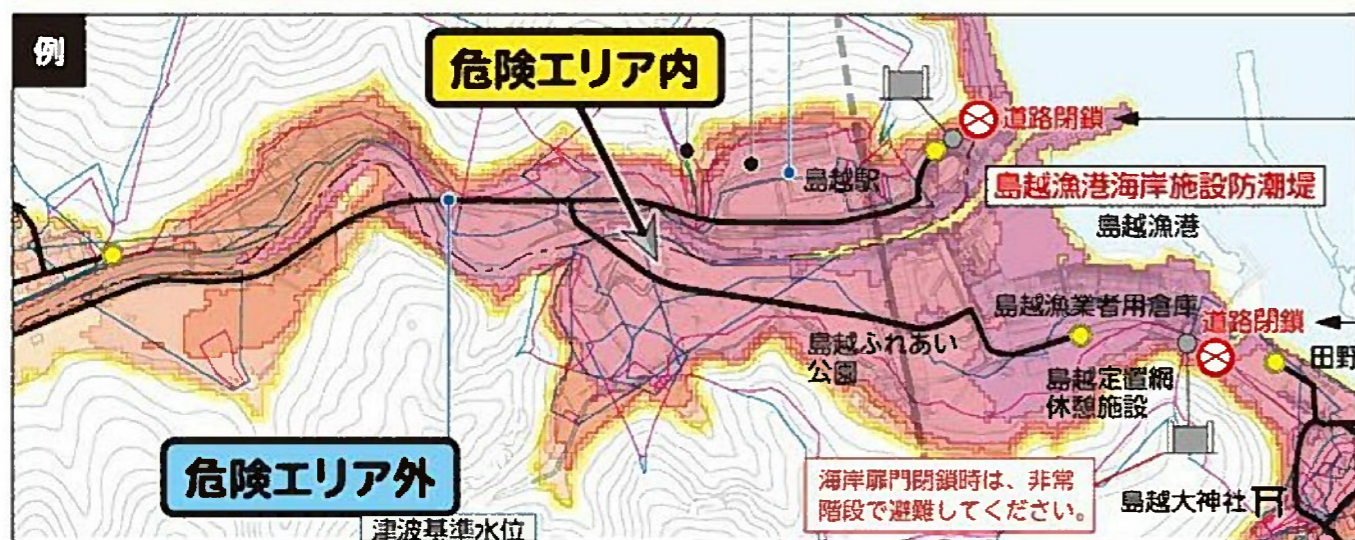 例
危険エリア内
道路閉鎖
島越駅
島越漁港海岸施設防潮堤
島越漁港
島越漁業者用倉庫
道路閉鎖
島越ふれあい
公園
田野
島越定置網
休憩施設
危険エリア外
海岸扉門閉鎖時は、非常
階段で避難してください。
島越大神社
津波基準水位